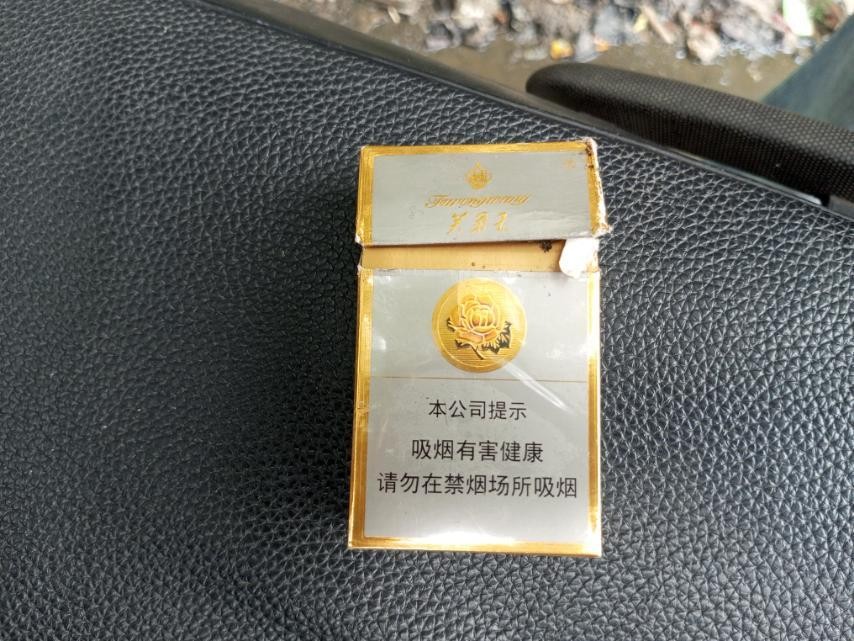 Furongwang
芙蓉王
本公司提示
吸烟有害健康
请勿在禁烟场所吸烟